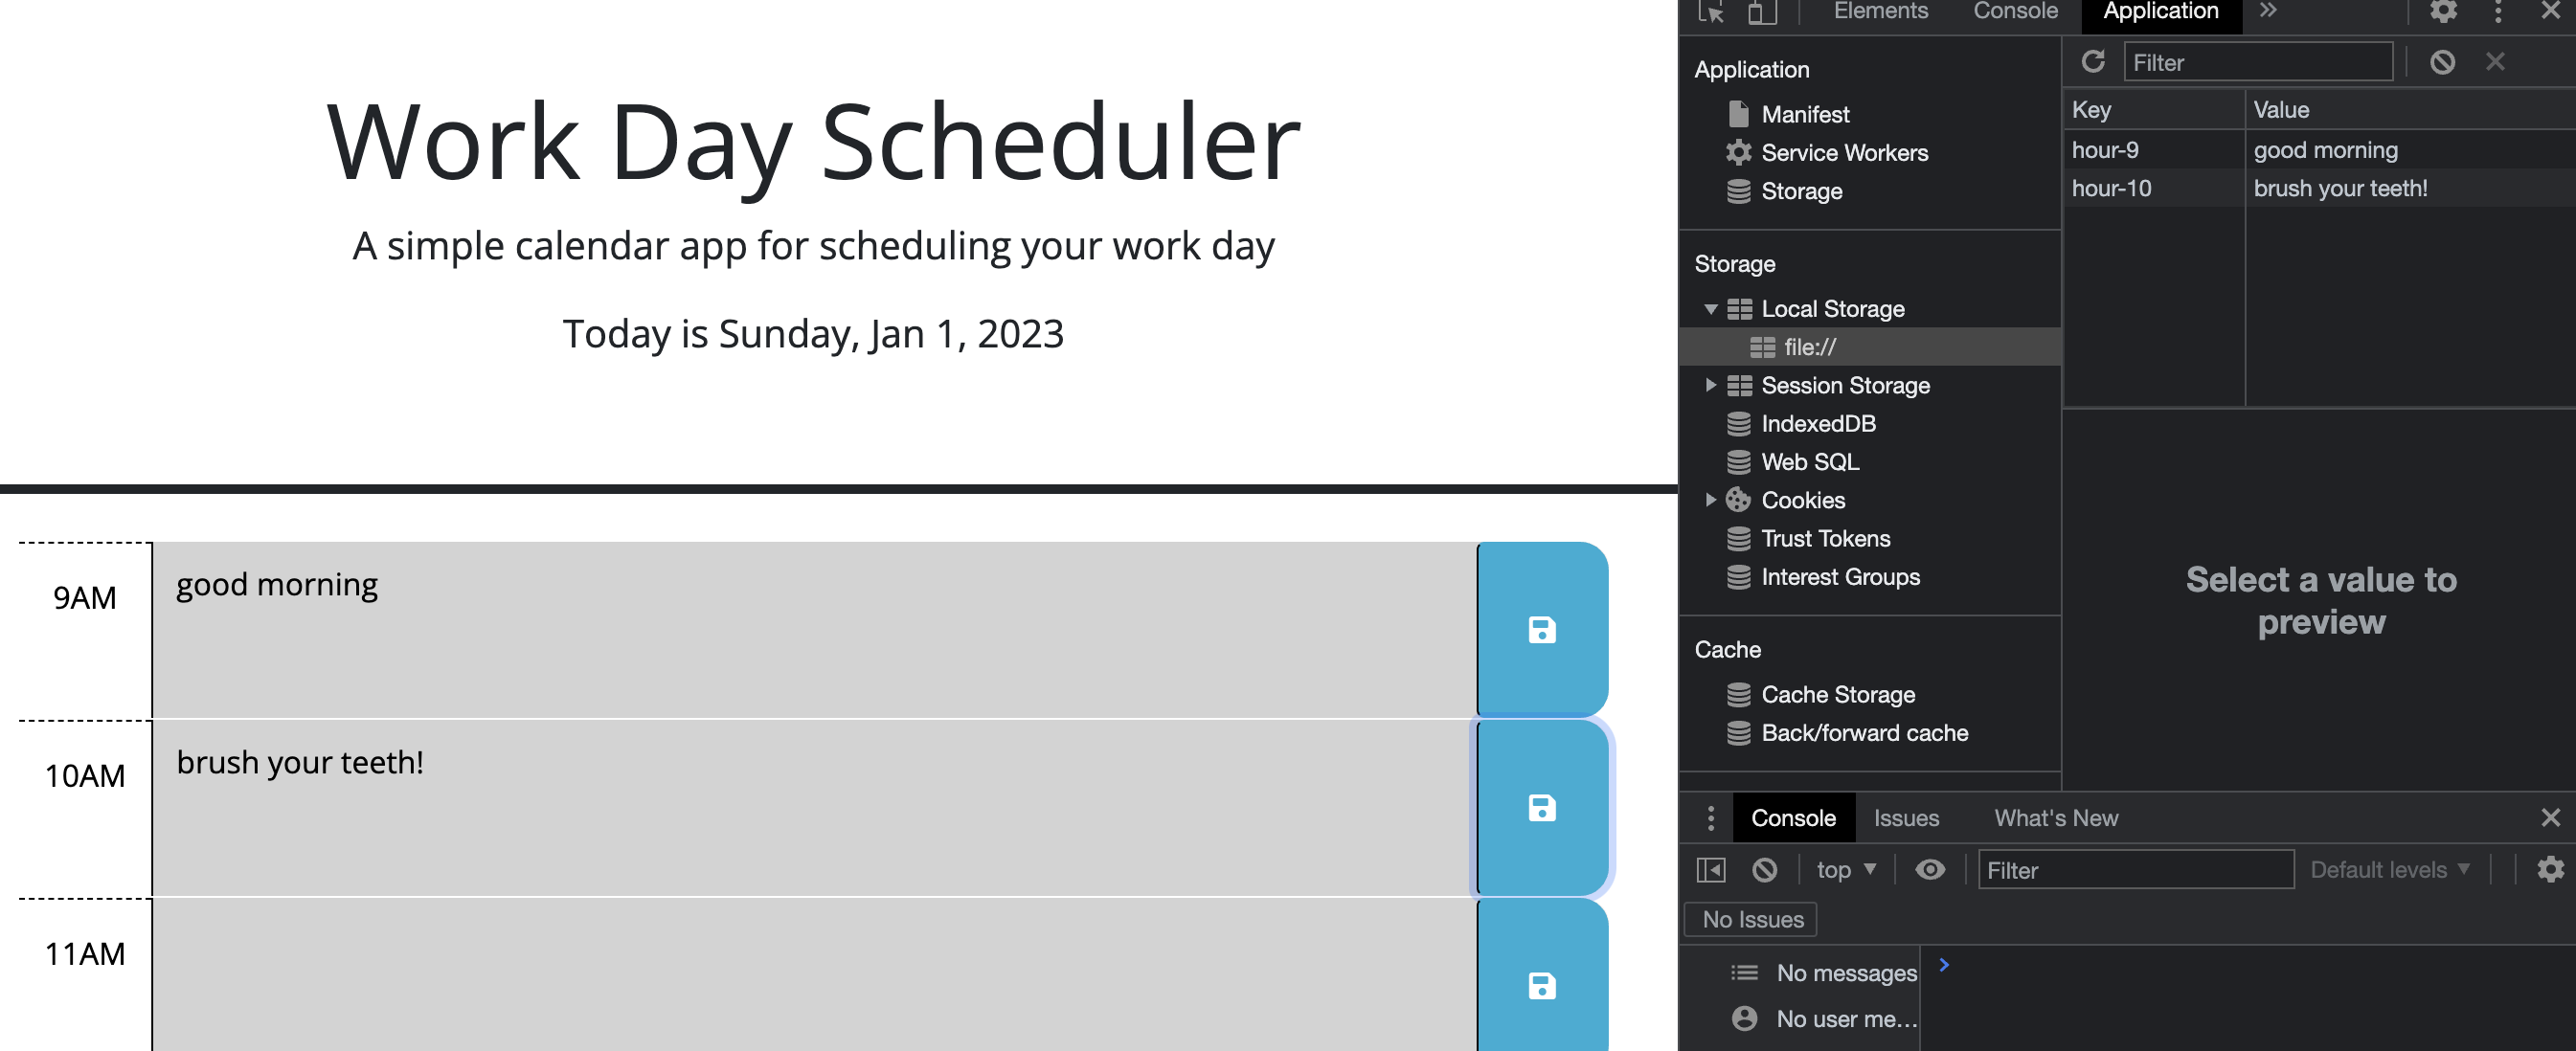 Work Day Scheduler
A simple calendar app for scheduling your work day
Today is Sunday, Jan 1, 2023
9AM
good morning
10AM
brush your teeth!
11AM
Elements Console Application »
Application
Manifest
Service Workers
Storage
Storage
Local Storage
file://
Session Storage
IndexedDB
Web SQL
Cookies
Trust Tokens
Interest Groups
Cache
Cache Storage
Back/forward cache
Filter
Key Value
hour-9 good morning
hour-10 brush your teeth!
Select a value to
preview
Console Issues What's New
top Filter Default levels
No Issues
No messages
No user me...